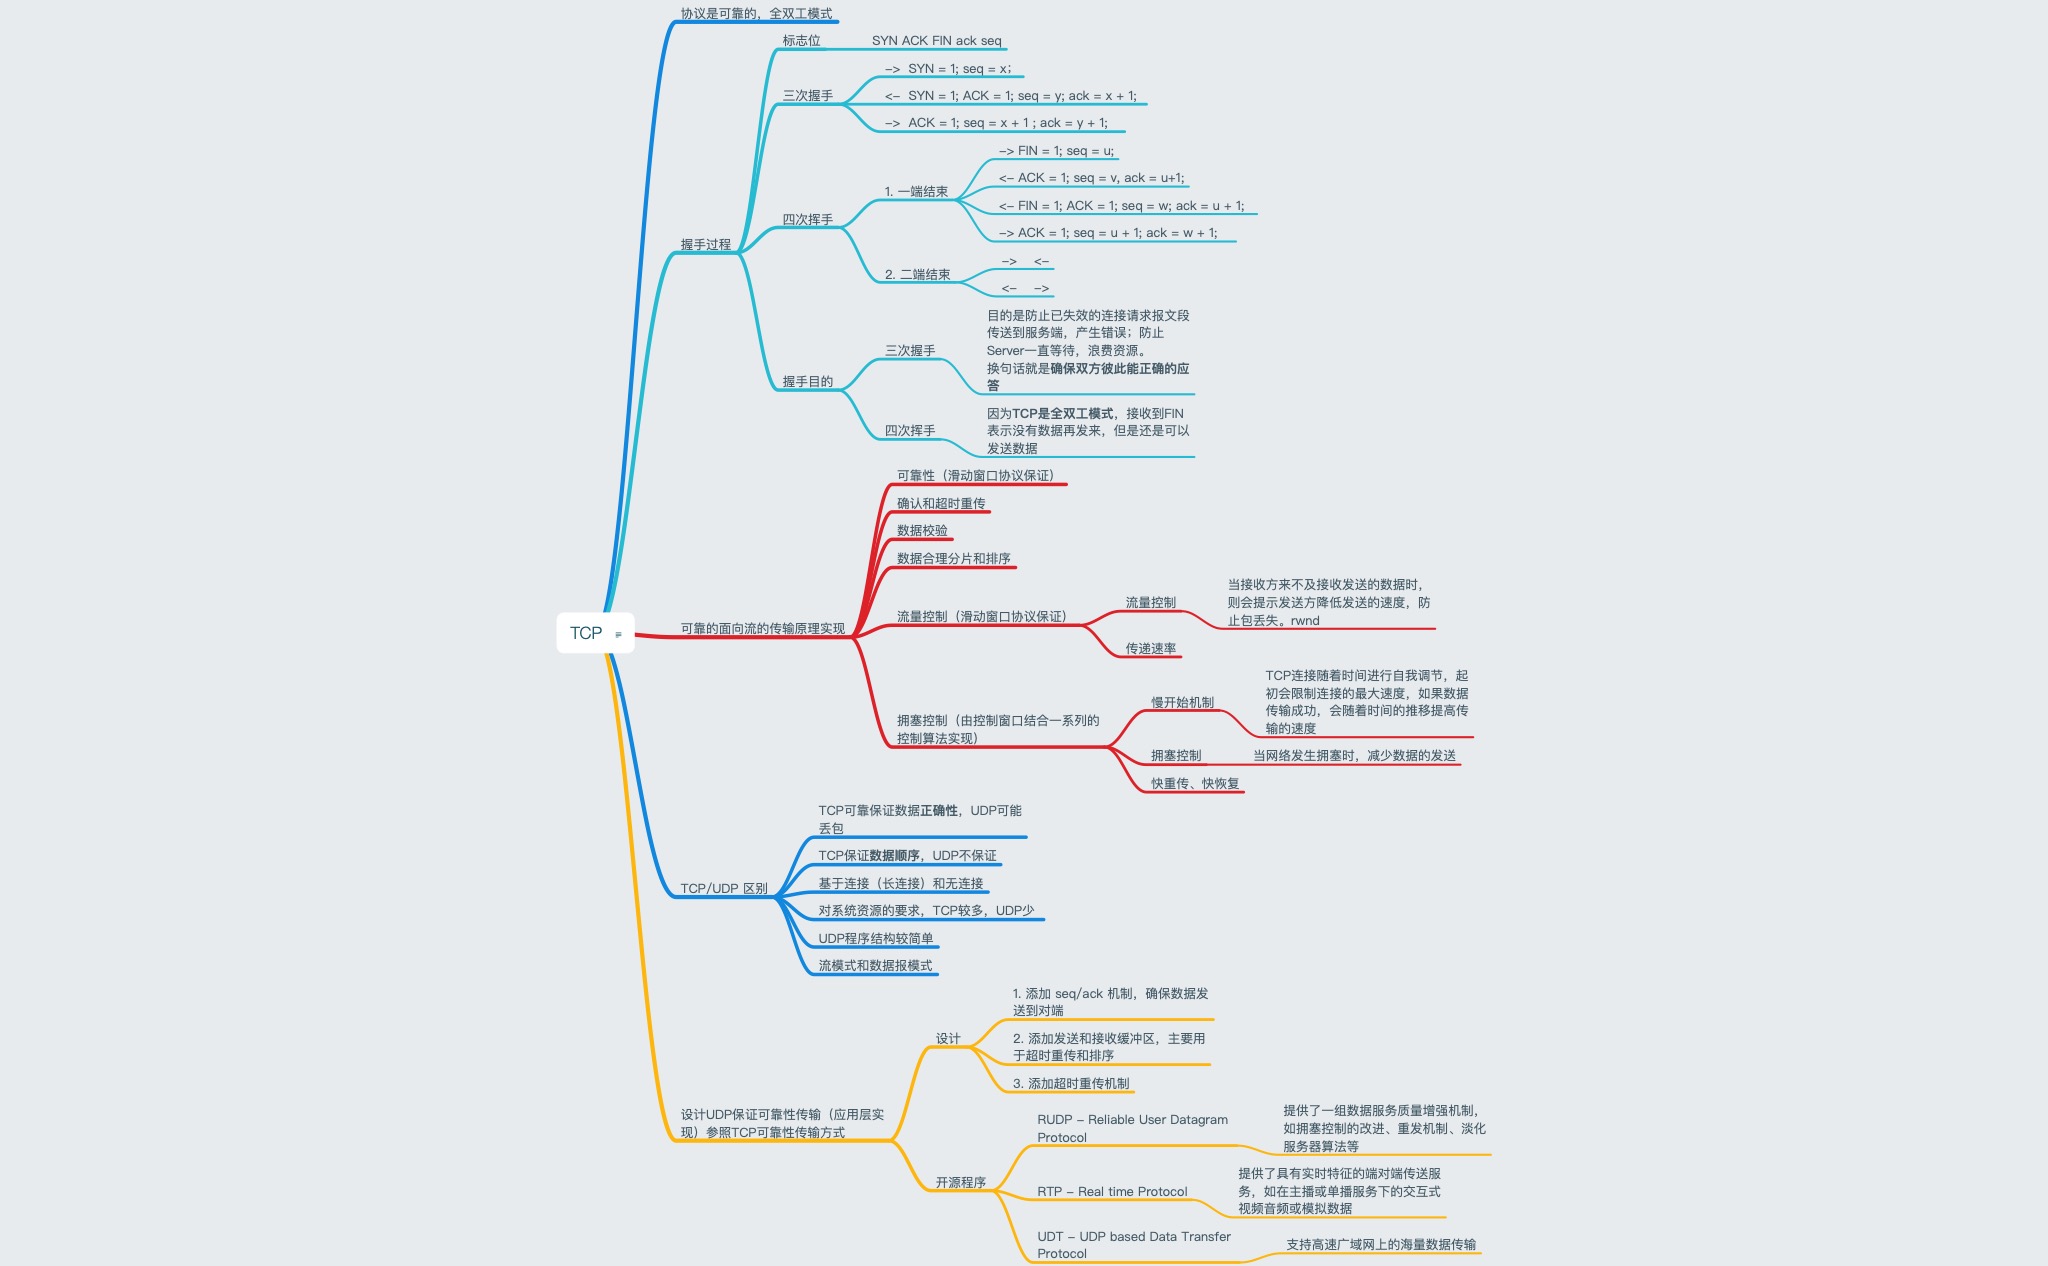 协议是可靠的，全双工模式
标志位
SYN ACK FIN ack seq
三次握手
-> SYN = 1; seq = x;
<- SYN = 1; ACK = 1; seq = y; ack = x + 1;
-> ACK = 1; seq = x + 1 ; ack = y + 1;
握手过程
四次挥手
1. 一端结束
-> FIN = 1; seq = u;
<- ACK = 1; seq = v, ack = u+1;
<- FIN = 1; ACK = 1; seq = w; ack = u + 1;
-> ACK = 1; seq = u + 1; ack = w + 1;
2. 二端结束
-> <-
<- ->
握手目的
三次握手
目的是防止已失效的连接请求报文段
传送到服务端，产生错误；防止
Server一直等待，浪费资源。
换句话就是确保双方彼此能正确的应
答
四次挥手
因为TCP是全双工模式，接收到FIN
表示没有数据再发来，但是还是可以
发送数据
TCP
可靠的面向流的传输原理实现
可靠性（滑动窗口协议保证）
确认和超时重传
数据校验
数据合理分片和排序
流量控制（滑动窗口协议保证）
流量控制
当接收方来不及接收发送的数据时，
则会提示发送方降低发送的速度，防
止包丢失。rwnd
传递速率
拥塞控制（由控制窗口结合一系列的
控制算法实现）
慢开始机制
TCP连接随着时间进行自我调节，起
初会限制连接的最大速度，如果数据
传输成功，会随着时间的推移提高传
输的速度
拥塞控制
当网络发生拥塞时，减少数据的发送
快重传、快恢复
TCP/UDP 区别
TCP可靠保证数据正确性，UDP可能
丢包
TCP保证数据顺序，UDP不保证
基于连接（长连接）和无连接
对系统资源的要求，TCP较多，UDP少
UDP程序结构较简单
流模式和数据报模式
设计UDP保证可靠性传输（应用层实
现）参照TCP可靠性传输方式
设计
1. 添加 seq/ack 机制，确保数据发
送到对端
2. 添加发送和接收缓冲区，主要用
于超时重传和排序
3. 添加超时重传机制
开源程序
RUDP - Reliable User Datagram
Protocol
提供了一组数据服务质量增强机制，
如拥塞控制的改进、重发机制、淡化
服务器算法等
RTP - Real time Protocol
提供了具有实时特征的端对端传送服
务，如在主播或单播服务下的交互式
视频音频或模拟数据
UDT - UDP based Data Transfer
Protocol
支持高速广域网上的海量数据传输